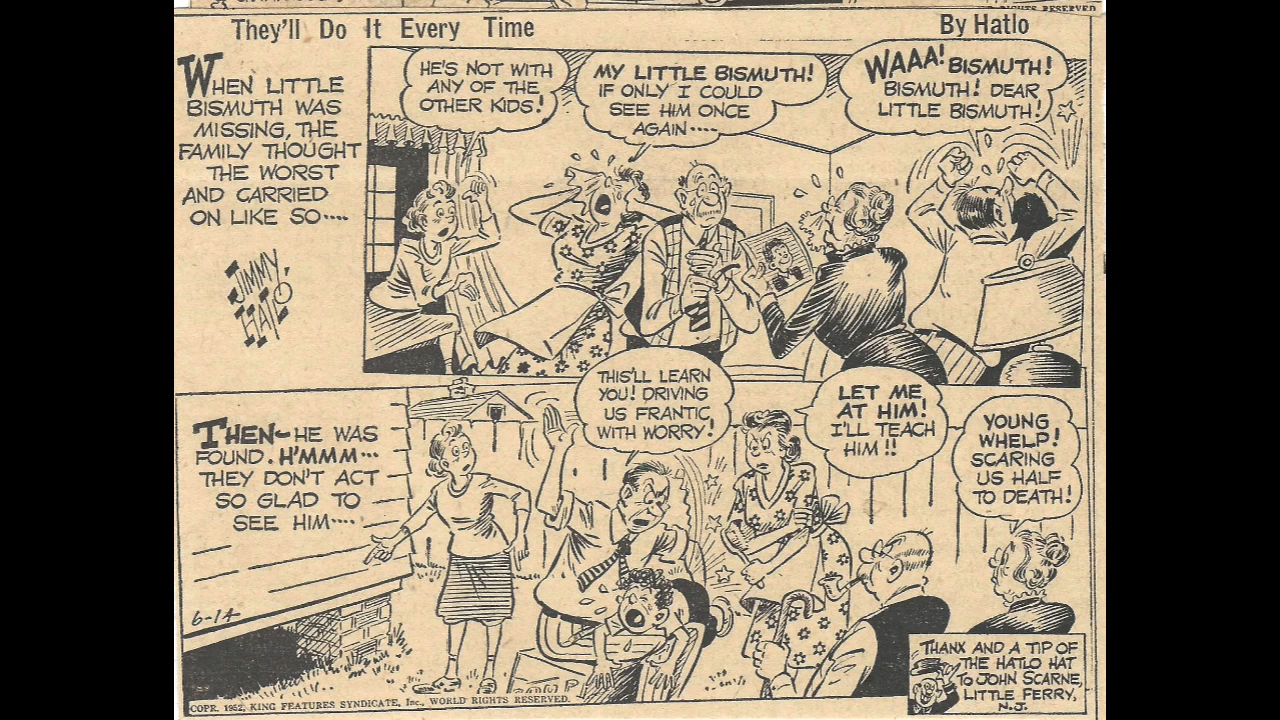 They'll Do It Every Time
By Hatlo
RIGHTS RESERVED
WHEN LITTLE
BISMUTH WAS
MISSING, THE
FAMILY THOUGHT
THE WORST
AND CARRIED
ON LIKE SO····
JIMMY
HATLO
HE'S NOT WITH
ANY OF THE
OTHER KIDS!
MY LITTLE BISMUTH!
IF ONLY I COULD
SEE HIM ONCE
AGAIN····
WAAA! BISMUTH!
BISMUTH! DEAR
LITTLE BISMUTH!
THEN—HE WAS
FOUND. H'MMM···
THEY DON'T ACT
SO GLAD TO
SEE HIM····
THIS'LL LEARN
YOU! DRIVING
US FRANTIC
WITH WORRY!
LET ME
AT HIM!
I'LL TEACH
HIM!!
YOUNG
WHELP!
SCARING
US HALF
TO DEATH!
6-14
SOAP
COPR. 1952, KING FEATURES SYNDICATE, Inc., WORLD RIGHTS RESERVED.
THANX AND A TIP OF
THE HATLO HAT
TO JOHN SCARNE,
LITTLE FERRY,
N.J.